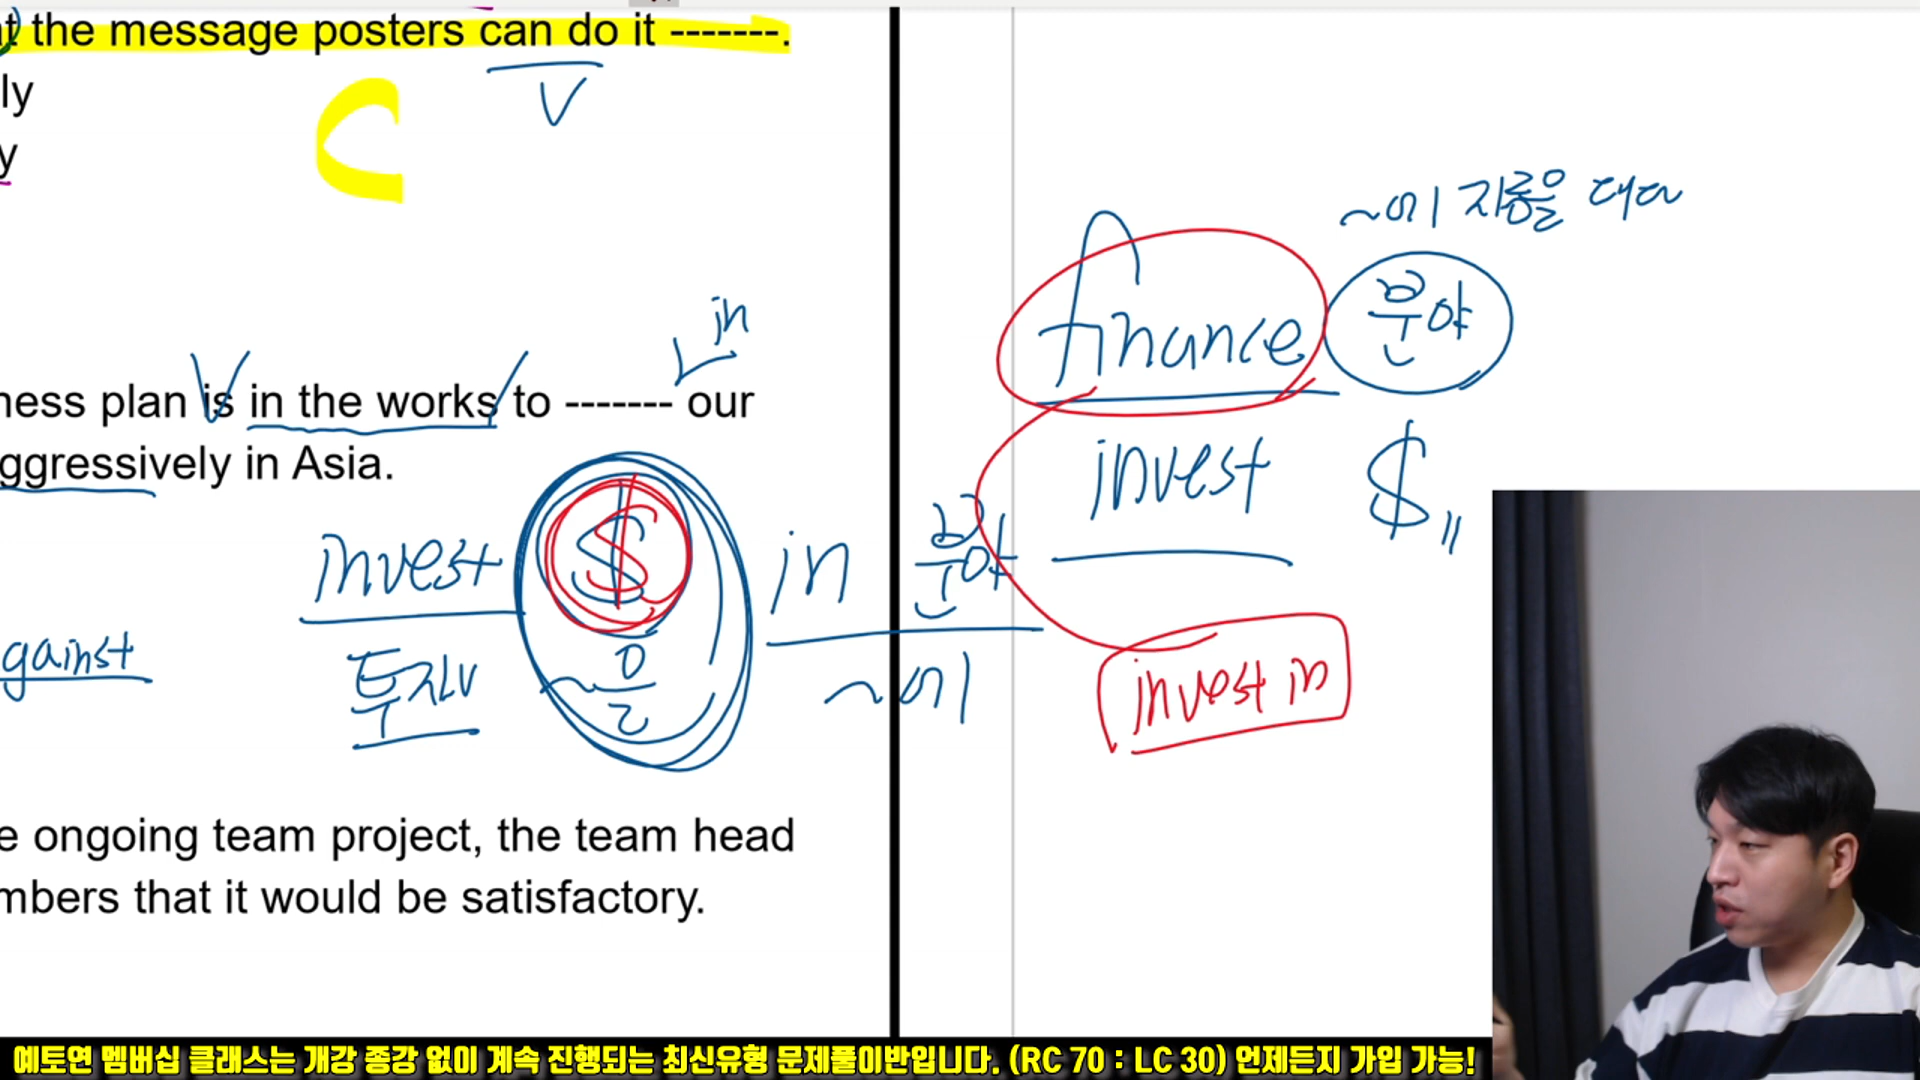 t the message posters can do it -------.
ly
V
y
C
~에 자금을 대다
in
finance 분야
V
ness plan is in the works to ------- our
ggressively in Asia.
invest $
invest $ in 분야
gainst
투자 ~을 ~에
invest in
e ongoing team project, the team head
mbers that it would be satisfactory.
예토연 멤버십 클래스는 개강 종강 없이 계속 진행되는 최신유형 문제풀이반입니다. (RC 70 : LC 30) 언제든지 가입 가능!